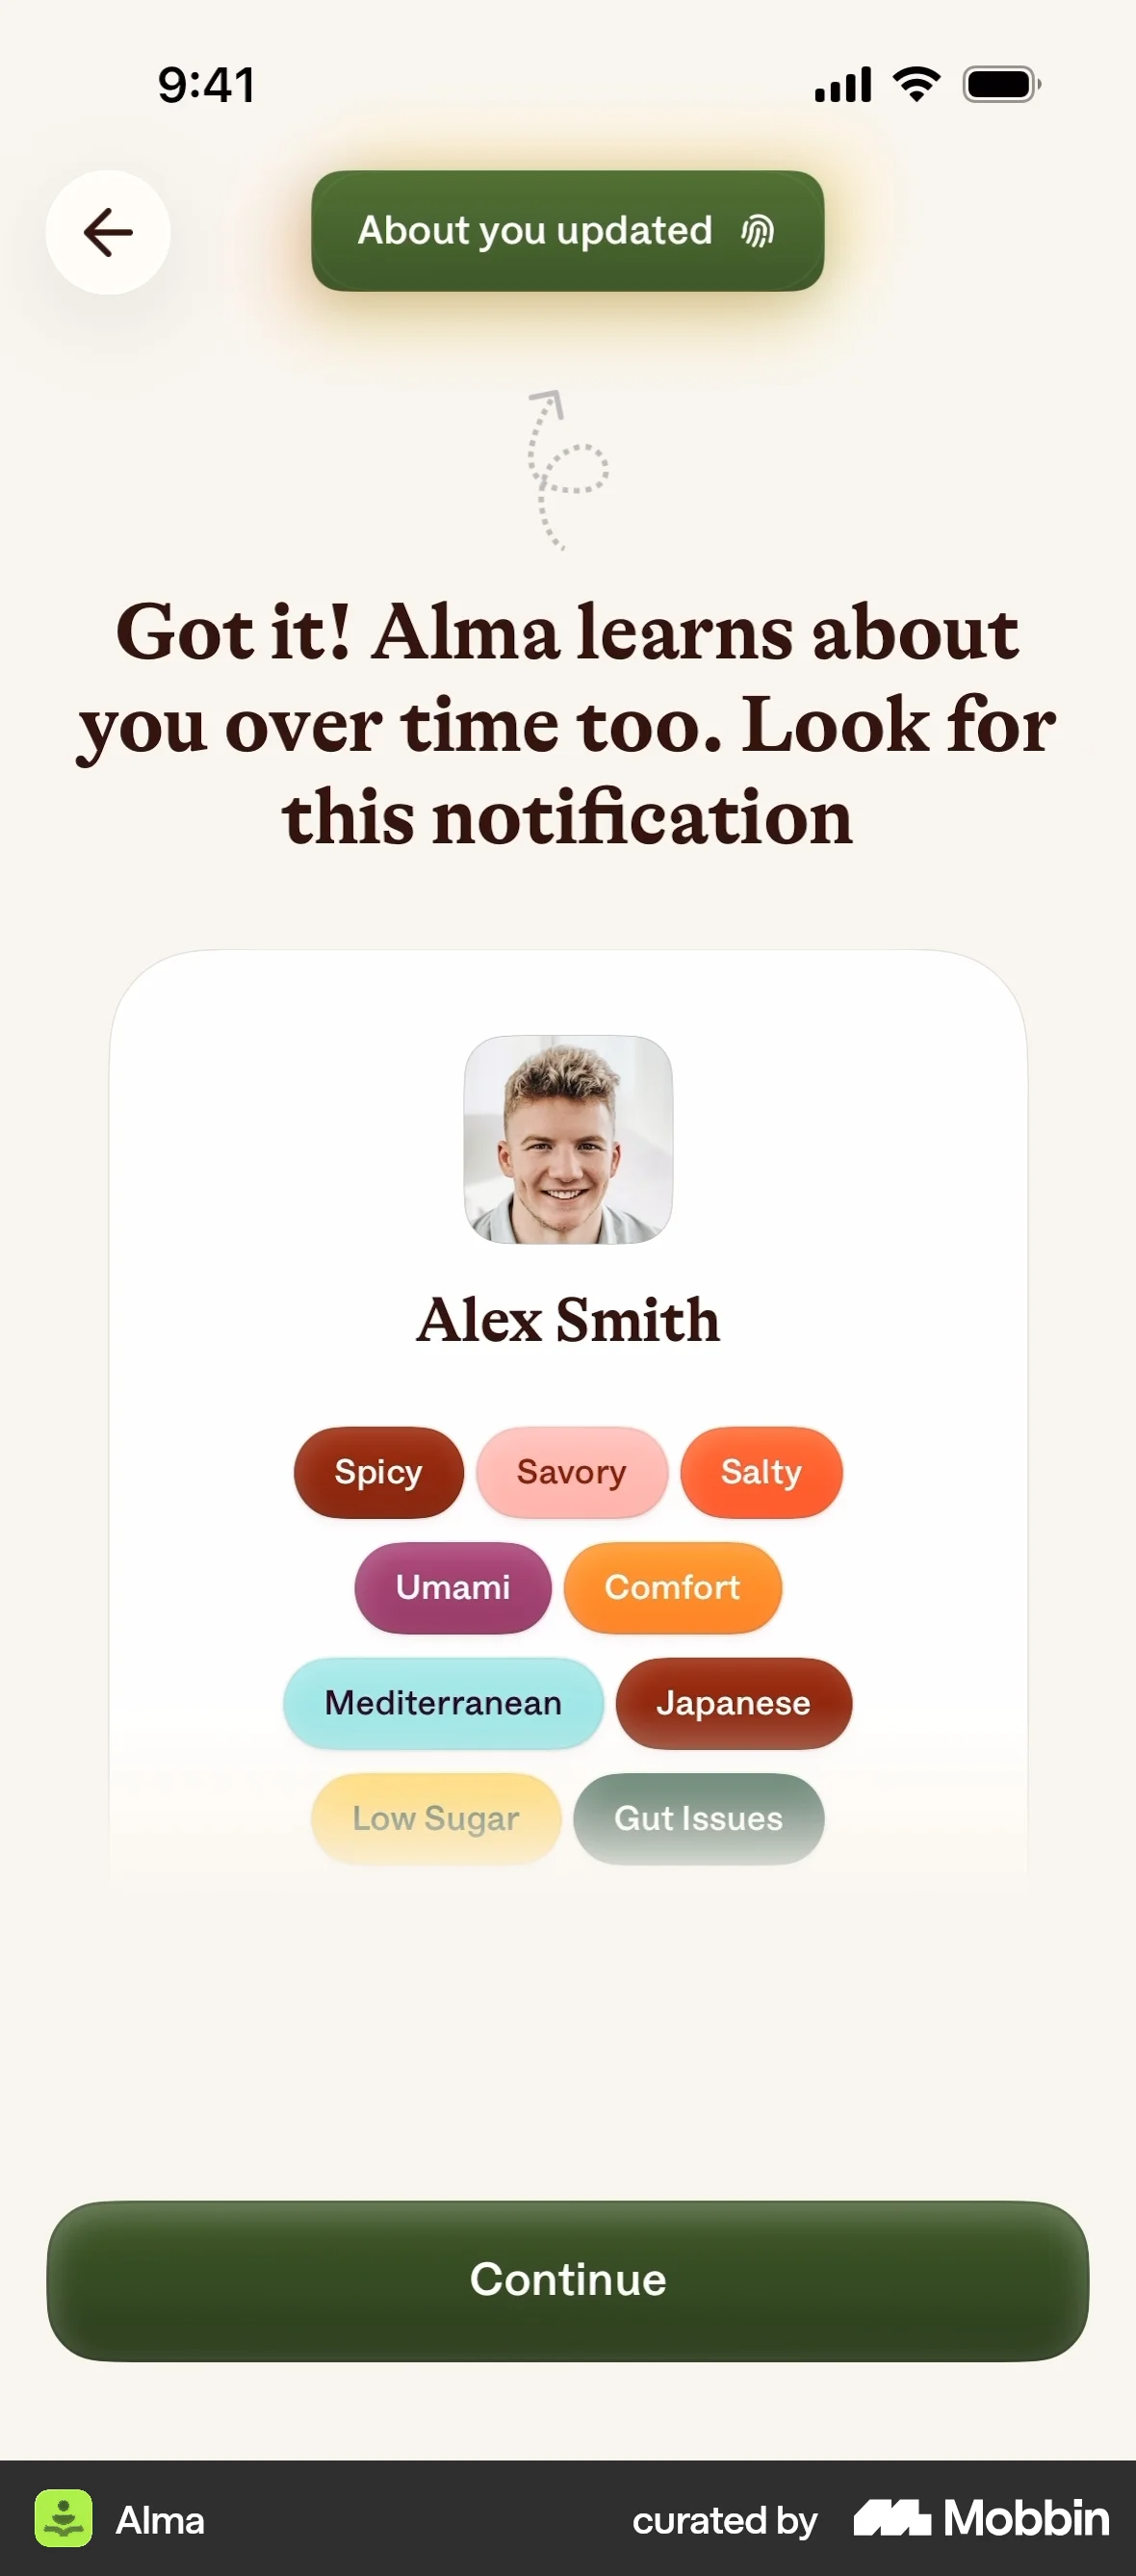 9:41
About you updated
Got it! Alma learns about
you over time too. Look for
this notification
Alex Smith
Spicy Savory Salty
Umami Comfort
Mediterranean Japanese
Low Sugar Gut Issues
Continue
Alma curated by Mobbin